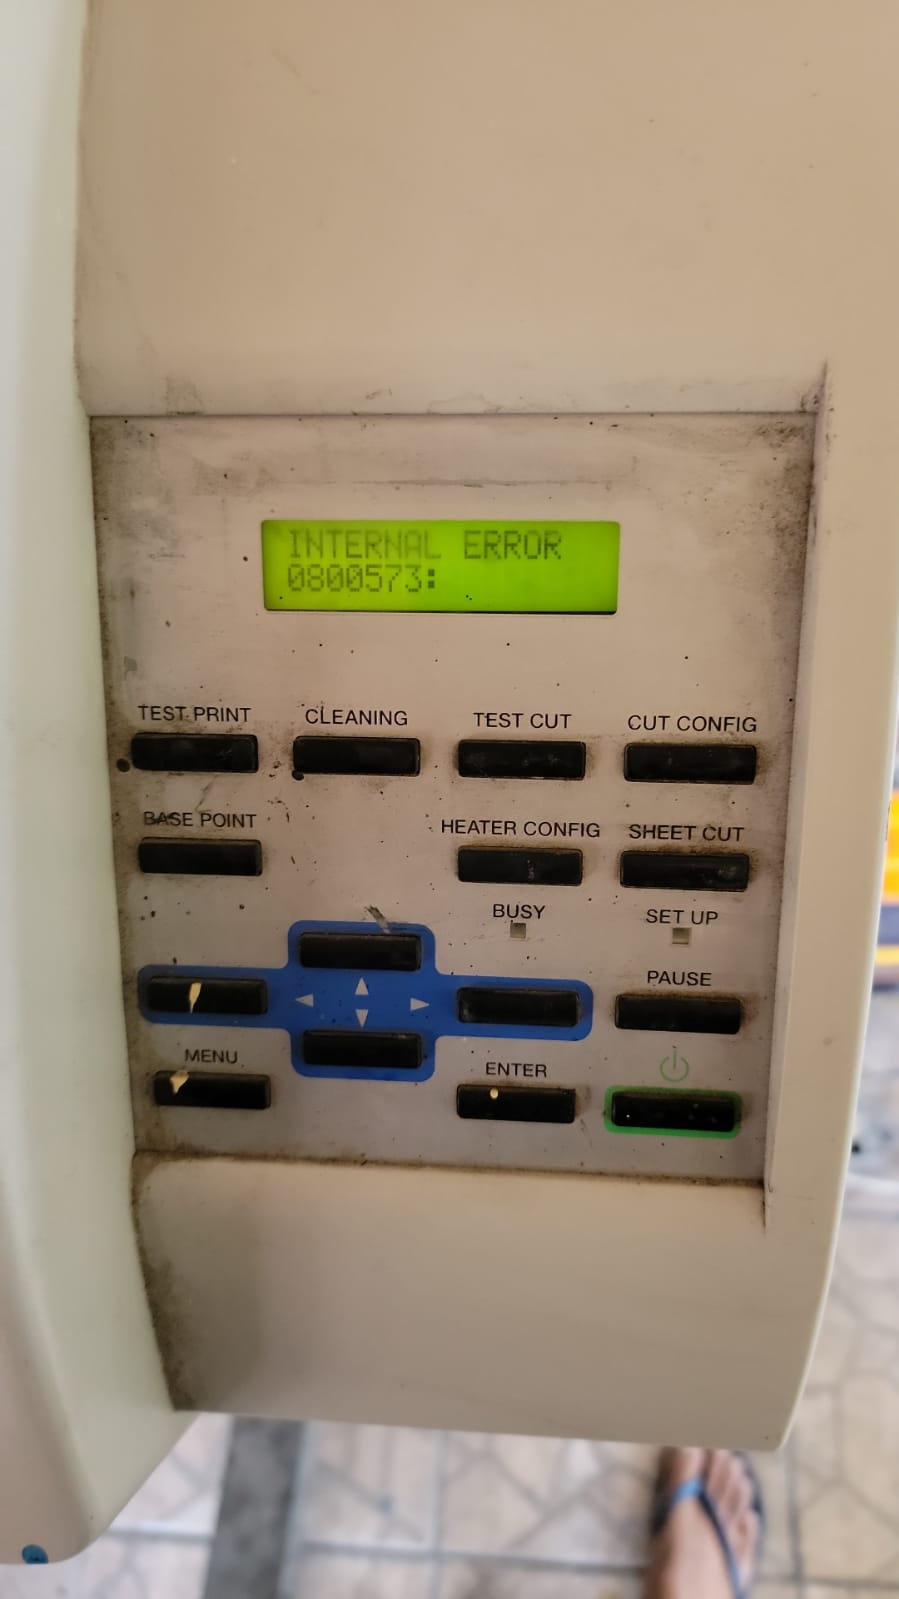 INTERNAL ERROR
0800573:
TEST PRINT
CLEANING
TEST CUT
CUT CONFIG
BASE POINT
HEATER CONFIG
SHEET CUT
BUSY
SET UP
PAUSE
MENU
ENTER